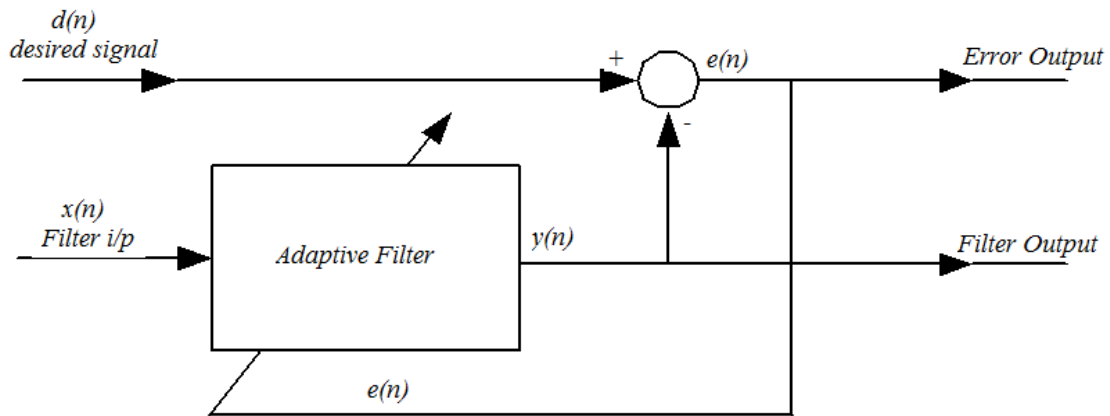 d(n)
desired signal
+
e(n)
Error Output
-
x(n)
Filter i/p
Adaptive Filter
y(n)
Filter Output
e(n)